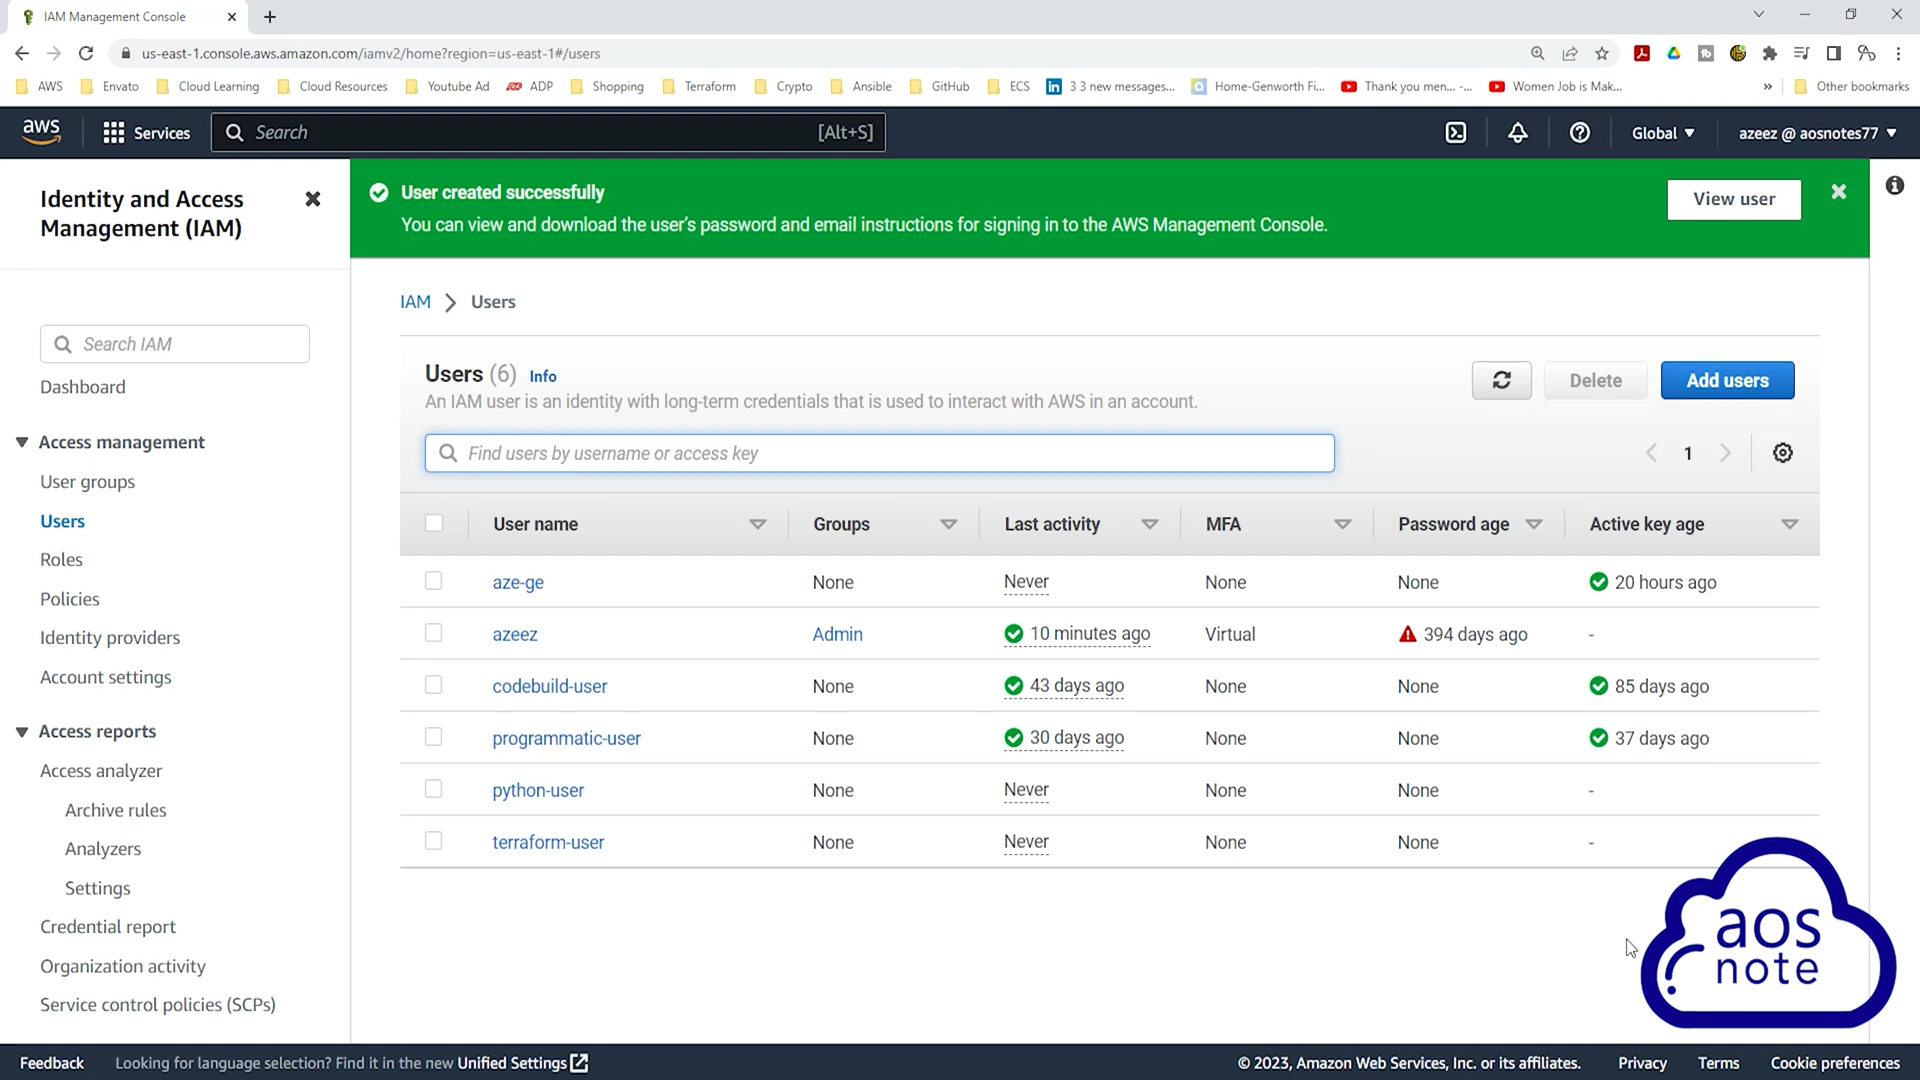 IAM Management Console
us-east-1.console.aws.amazon.com/iamv2/home?region=us-east-1#/users
AWS Envato Cloud Learning Cloud Resources Youtube Ad ADP Shopping Terraform Crypto Ansible GitHub ECS 3 3 new messages... Home-Genworth Fi... Thank you men... -... Women Job is Mak... » Other bookmarks
aws Services Search [Alt+S] Global azeez @ aosnotes77
Identity and Access
Management (IAM)
Search IAM
Dashboard
Access management
User groups
Users
Roles
Policies
Identity providers
Account settings
Access reports
Access analyzer
Archive rules
Analyzers
Settings
Credential report
Organization activity
Service control policies (SCPs)
User created successfully
You can view and download the user's password and email instructions for signing in to the AWS Management Console.
View user
IAM > Users
Users (6) Info
An IAM user is an identity with long-term credentials that is used to interact with AWS in an account.
Delete
Add users
Find users by username or access key
1
User name Groups Last activity MFA Password age Active key age
aze-ge None Never None None 20 hours ago
azeez Admin 10 minutes ago Virtual 394 days ago -
codebuild-user None 43 days ago None None 85 days ago
programmatic-user None 30 days ago None None 37 days ago
python-user None Never None None -
terraform-user None Never None None -
aos
note
Feedback Looking for language selection? Find it in the new Unified Settings © 2023, Amazon Web Services, Inc. or its affiliates. Privacy Terms Cookie preferences